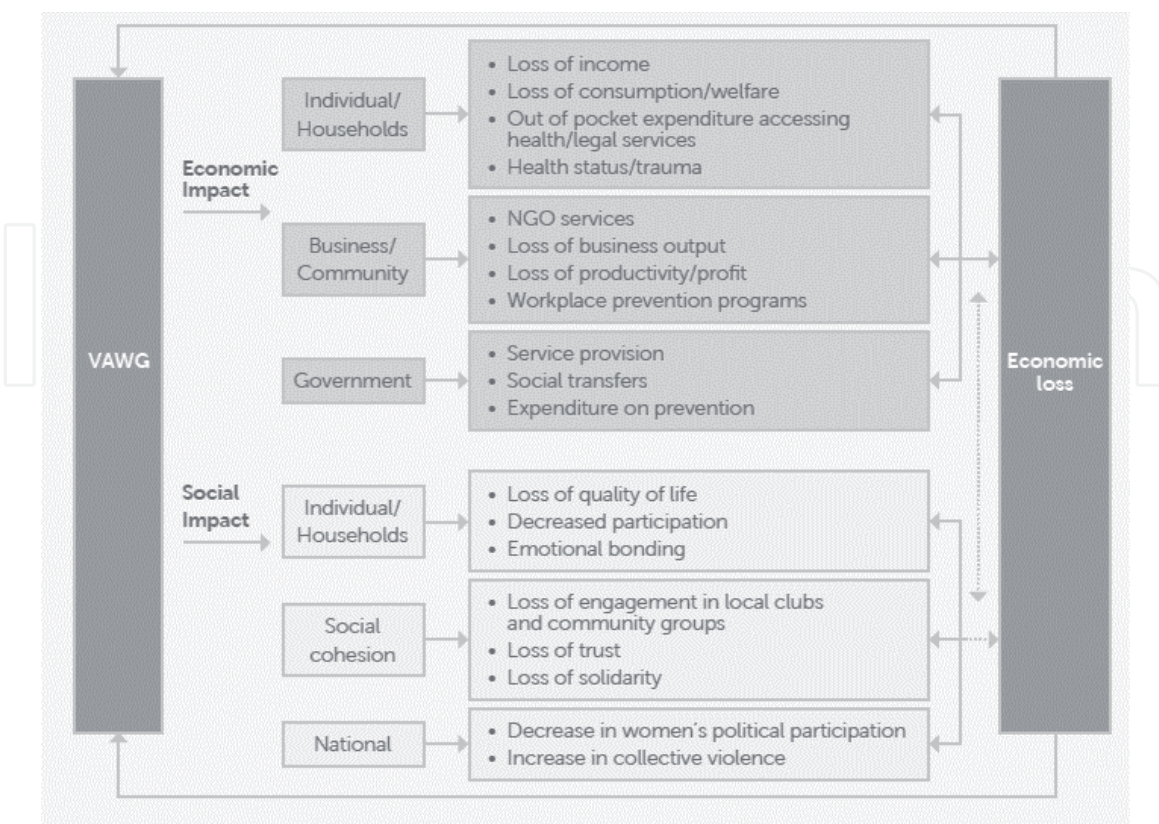 VAWG
Economic
Impact
Individual/
Households
• Loss of income
• Loss of consumption/welfare
• Out of pocket expenditure accessing
health/legal services
• Health status/trauma
Business/
Community
• NGO services
• Loss of business output
• Loss of productivity/profit
• Workplace prevention programs
Government
• Service provision
• Social transfers
• Expenditure on prevention
Social
Impact
Individual/
Households
• Loss of quality of life
• Decreased participation
• Emotional bonding
Social
cohesion
• Loss of engagement in local clubs
and community groups
• Loss of trust
• Loss of solidarity
National
• Decrease in women's political participation
• Increase in collective violence
Economic
loss